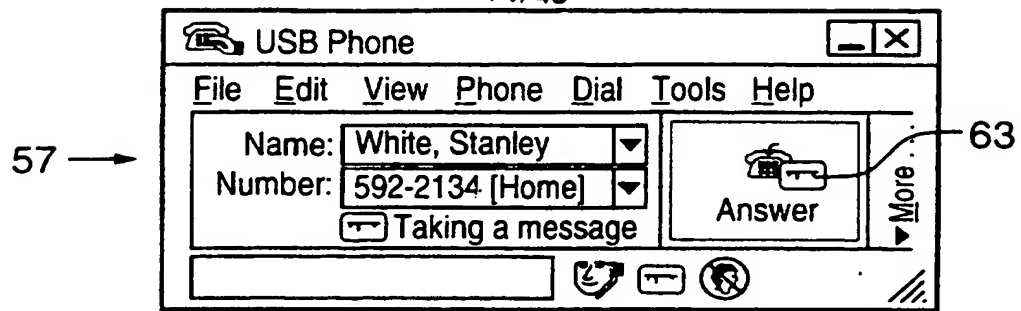 USB Phone
File Edit View Phone Dial Tools Help
Name: White, Stanley
Number: 592-2134 [Home]
Taking a message
Answer
More...
57
63